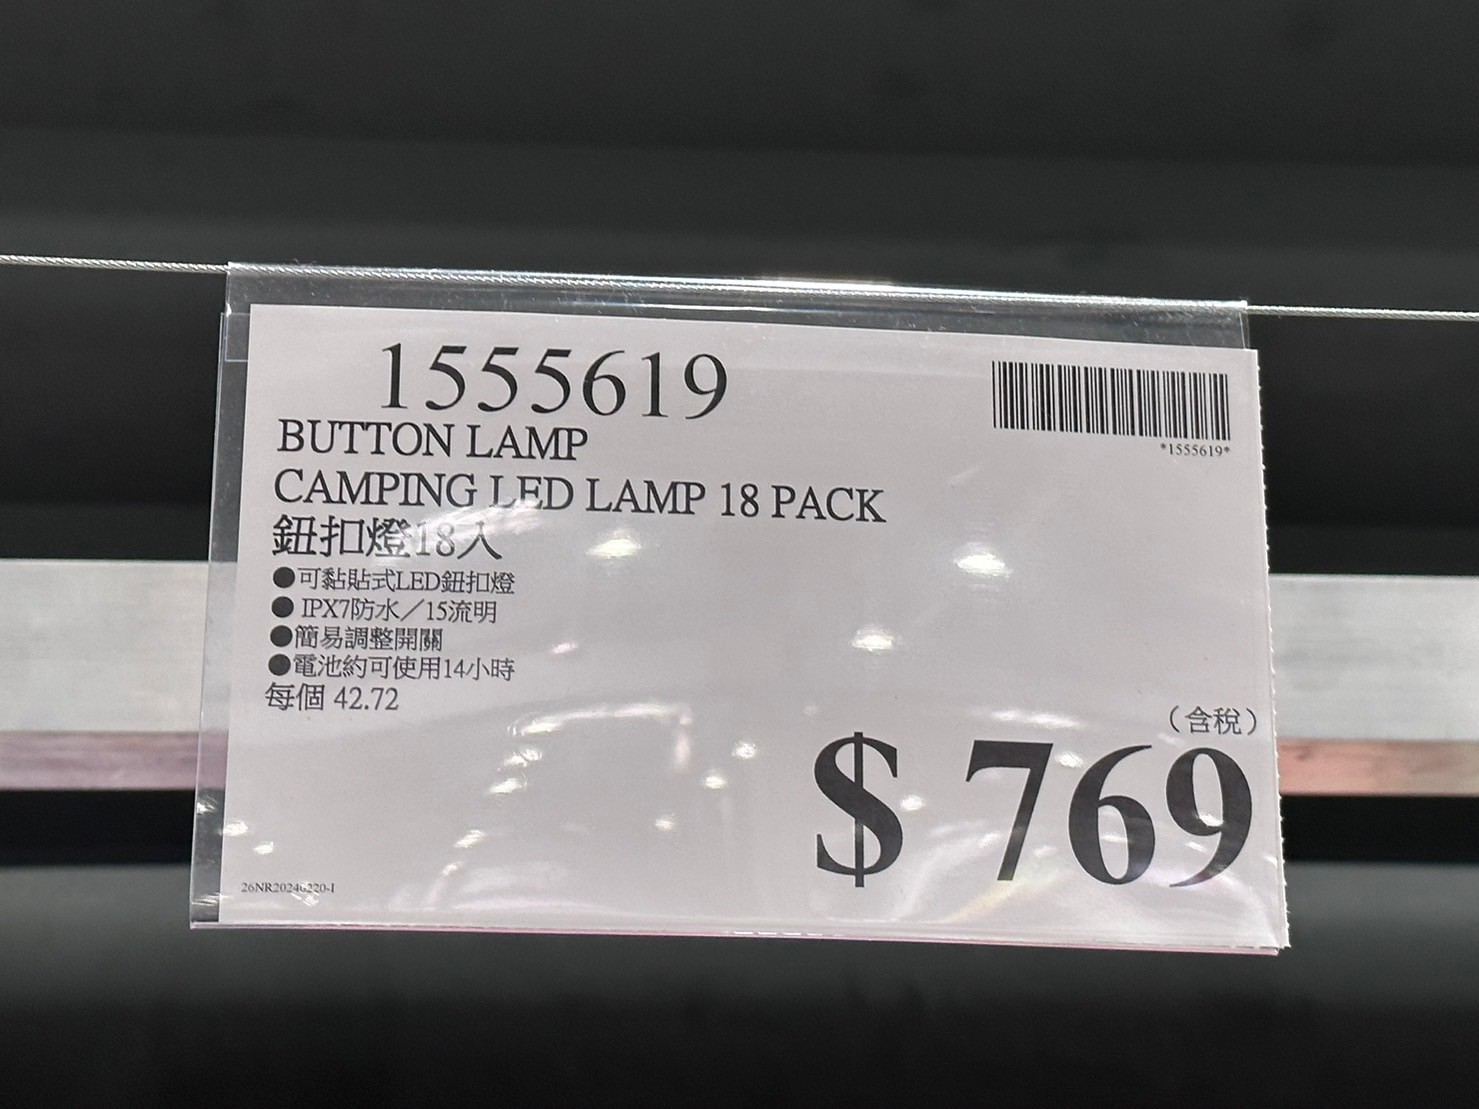 1555619
*1555619*
BUTTON LAMP
CAMPING LED LAMP 18 PACK
鈕扣燈18入
●可黏貼式LED鈕扣燈
● IPX7防水／15流明
●簡易調整開關
●電池約可使用14小時
每個 42.72
（含稅）
$ 769
26NR20240220-1